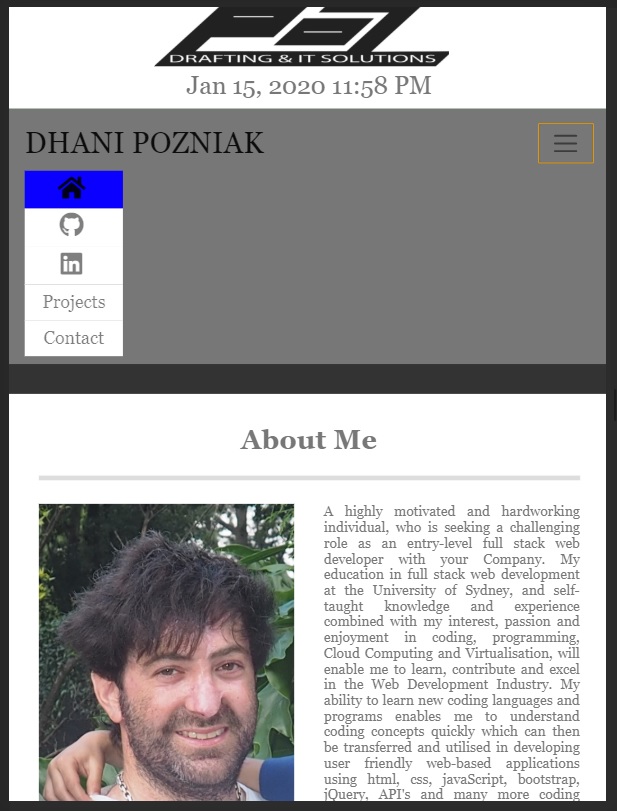 DRAFTING & IT SOLUTIONS
Jan 15, 2020 11:58 PM
DHANI POZNIAK
in
Projects
Contact
About Me
A highly motivated and hardworking
individual, who is seeking a challenging
role as an entry-level full stack web
developer with your Company. My
education in full stack web development
at the University of Sydney, and self-
taught knowledge and experience
combined with my interest, passion and
enjoyment in coding, programming,
Cloud Computing and Virtualisation, will
enable me to learn, contribute and excel
in the Web Development Industry. My
ability to learn new coding languages and
programs enables me to understand
coding concepts quickly which can then
be transferred and utilised in developing
user friendly web-based applications
using html, css, javaScript, bootstrap,
jQuery, API's and many more coding